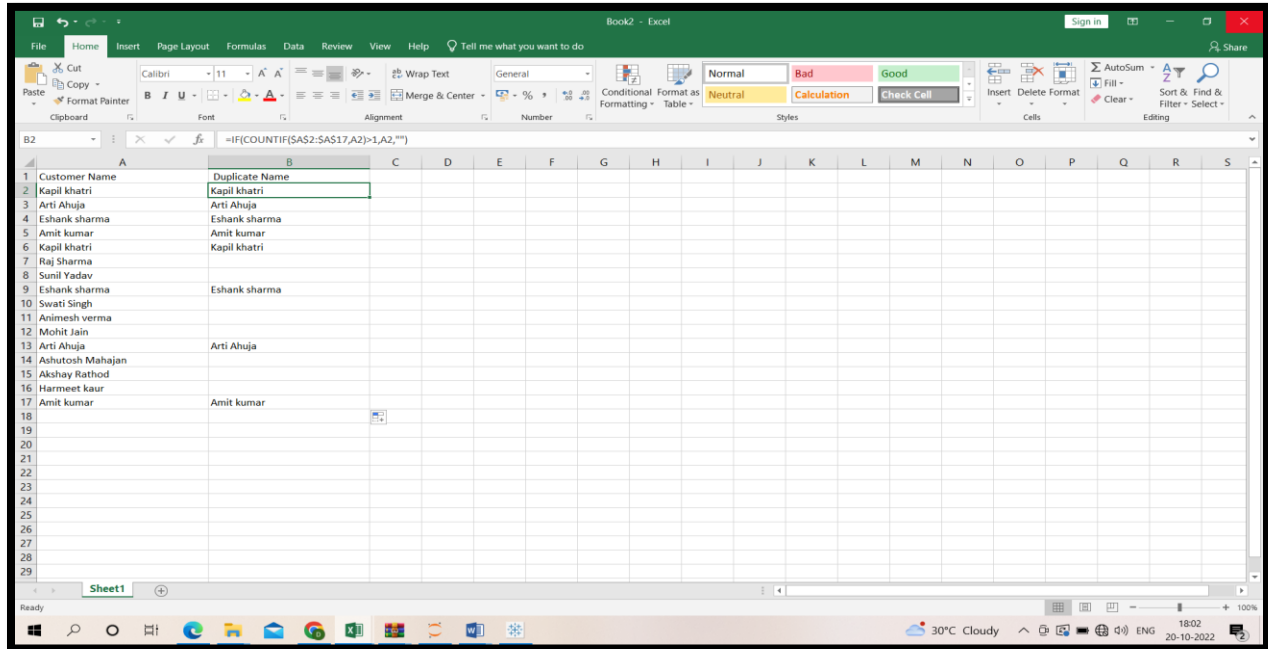 Book2 - Excel
Sign in
File Home Insert Page Layout Formulas Data Review View Help Tell me what you want to do
Share
Paste
Cut
Copy
Format Painter
Clipboard
Calibri 11
B I U
Font
Wrap Text
Merge & Center
Alignment
General
Number
Conditional Formatting
Format as Table
Normal Bad Good
Neutral Calculation Check Cell
Styles
Insert Delete Format
Cells
AutoSum
Fill
Clear
Sort & Filter
Find & Select
Editing
B2 fx =IF(COUNTIF($A$2:$A$17,A2)>1,A2,"")
A B C D E F G H I J K L M N O P Q R S
1 Customer Name Duplicate Name
2 Kapil khatri Kapil khatri
3 Arti Ahuja Arti Ahuja
4 Eshank sharma Eshank sharma
5 Amit kumar Amit kumar
6 Kapil khatri Kapil khatri
7 Raj Sharma
8 Sunil Yadav
9 Eshank sharma Eshank sharma
10 Swati Singh
11 Animesh verma
12 Mohit Jain
13 Arti Ahuja Arti Ahuja
14 Ashutosh Mahajan
15 Akshay Rathod
16 Harmeet kaur
17 Amit kumar Amit kumar
18
19
20
21
22
23
24
25
26
27
28
29
Sheet1
Ready
100%
30°C Cloudy
ENG
18:02
20-10-2022
2